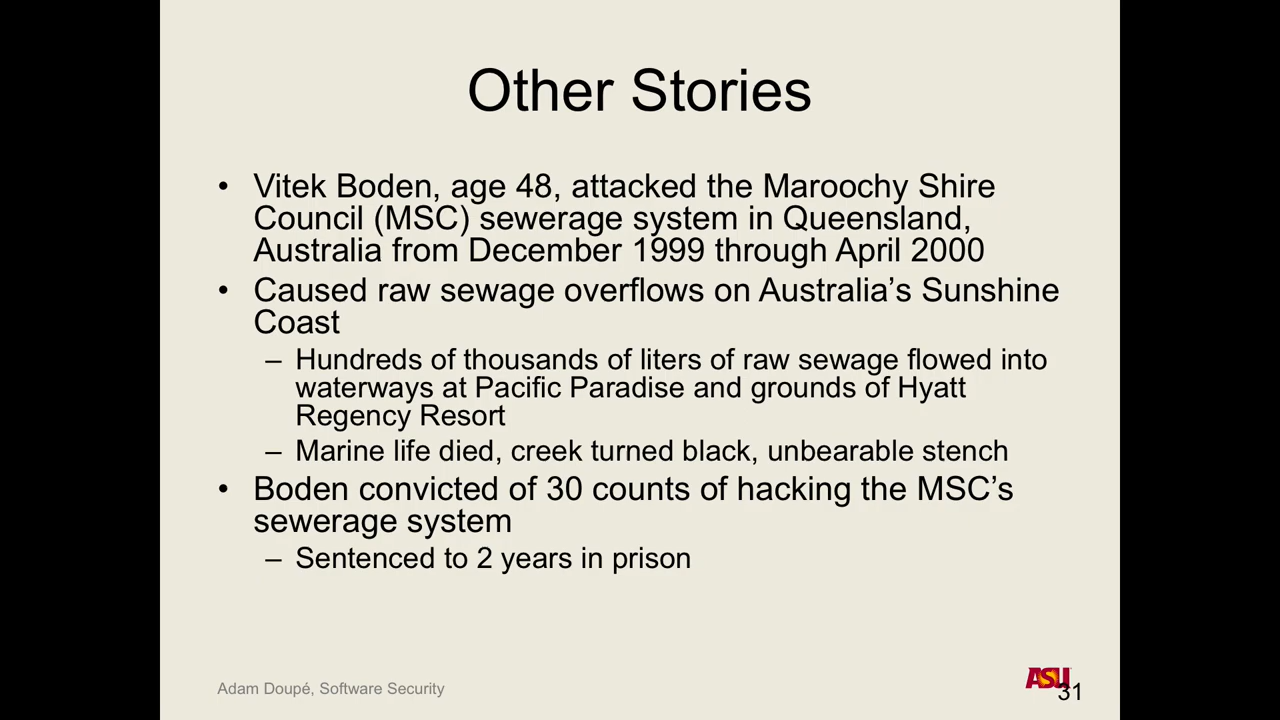 Other Stories
• Vitek Boden, age 48, attacked the Maroochy Shire
Council (MSC) sewerage system in Queensland,
Australia from December 1999 through April 2000
• Caused raw sewage overflows on Australia’s Sunshine
Coast
– Hundreds of thousands of liters of raw sewage flowed into
waterways at Pacific Paradise and grounds of Hyatt
Regency Resort
– Marine life died, creek turned black, unbearable stench
• Boden convicted of 30 counts of hacking the MSC’s
sewerage system
– Sentenced to 2 years in prison
Adam Doupé, Software Security
ASU
31